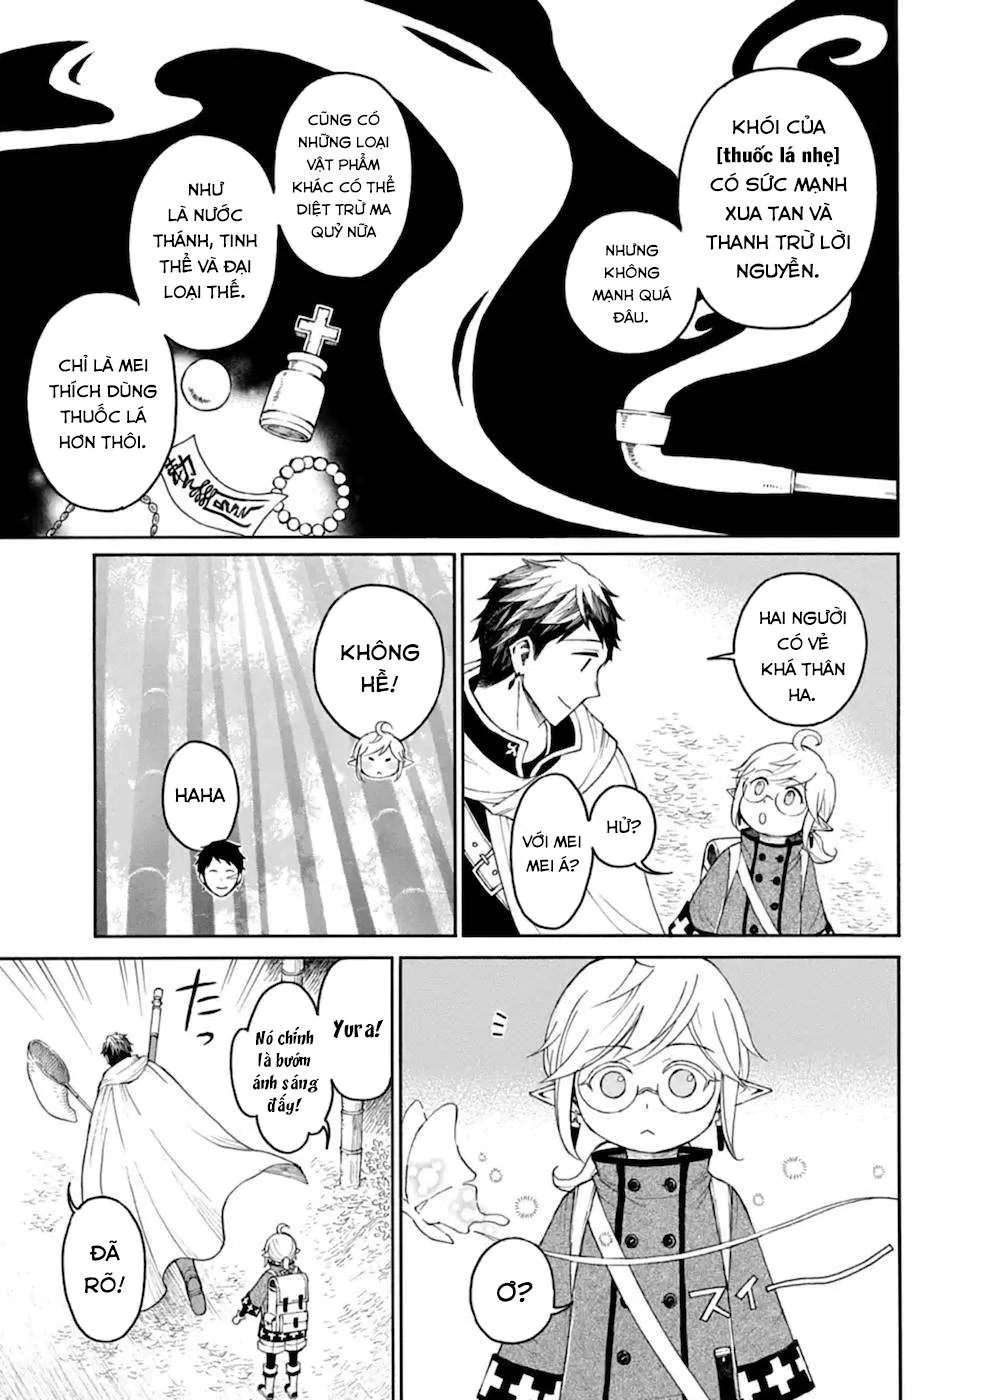 KHÓI CỦA
[thuốc lá nhẹ]
CÓ SỨC MẠNH
XUA TAN VÀ
THANH TRỪ LỜI
NGUYỀN.
NHƯNG
KHÔNG
MẠNH QUÁ
ĐÂU.
CŨNG CÓ
NHỮNG LOẠI
VẬT PHẨM
KHÁC CÓ THỂ
DIỆT TRỪ MA
QUỶ NỮA
NHƯ
LÀ NƯỚC
THÁNH, TINH
THỂ VÀ ĐẠI
LOẠI THẾ.
CHỈ LÀ MEI
THÍCH DÙNG
THUỐC LÁ
HƠN THÔI.
HAI NGƯỜI
CÓ VẺ
KHÁ THÂN
HA.
HỬ?
VỚI MEI
MEI Á?
KHÔNG
HỀ!
HAHA
Ơ?
スイー
Yura!
Nó chính
là bướm
ánh sáng
đấy!
たっ
ĐÃ
RÕ!